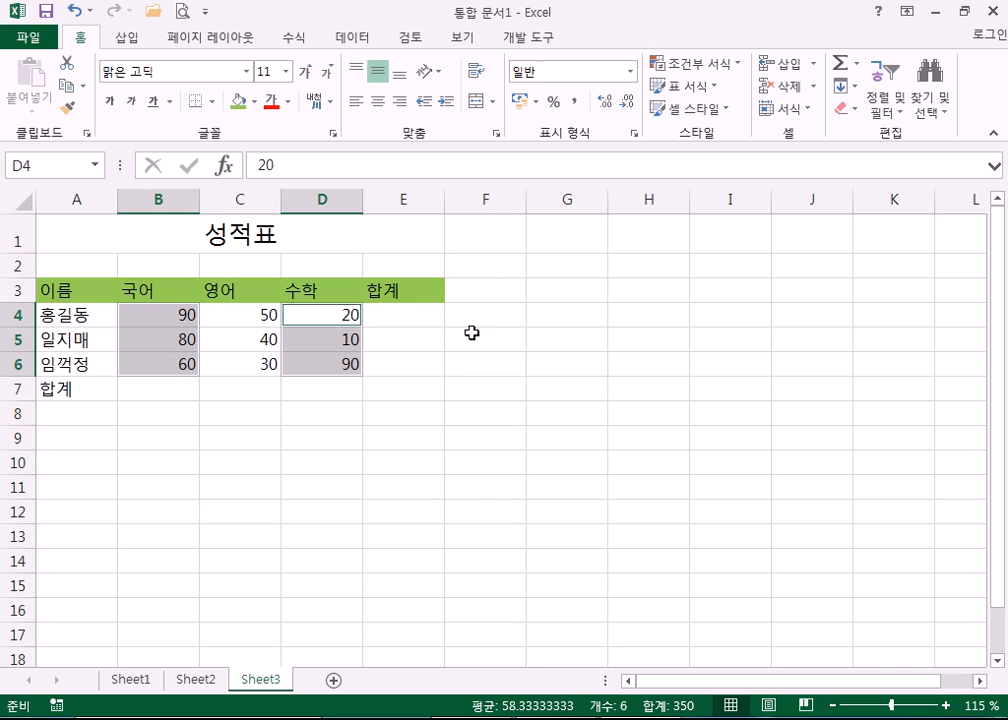 통합 문서1 - Excel
?
로그인
파일 홈 삽입 페이지 레이아웃 수식 데이터 검토 보기 개발 도구
붙여넣기
맑은 고딕 11 가 가
가 가 가 가 내천
일반
% ,
조건부 서식
표 서식
셀 스타일
삽입
삭제
서식
정렬 및 필터
찾기 및 선택
클립보드 글꼴 맞춤 표시 형식 스타일 셀 편집
D4 fx 20
A B C D E F G H I J K L
1 성적표
2
3 이름 국어 영어 수학 합계
4 홍길동 90 50 20
5 일지매 80 40 10
6 임꺽정 60 30 90
7 합계
8
9
10
11
12
13
14
15
16
17
18
Sheet1 Sheet2 Sheet3
준비 평균: 58.33333333 개수: 6 합계: 350 115 %